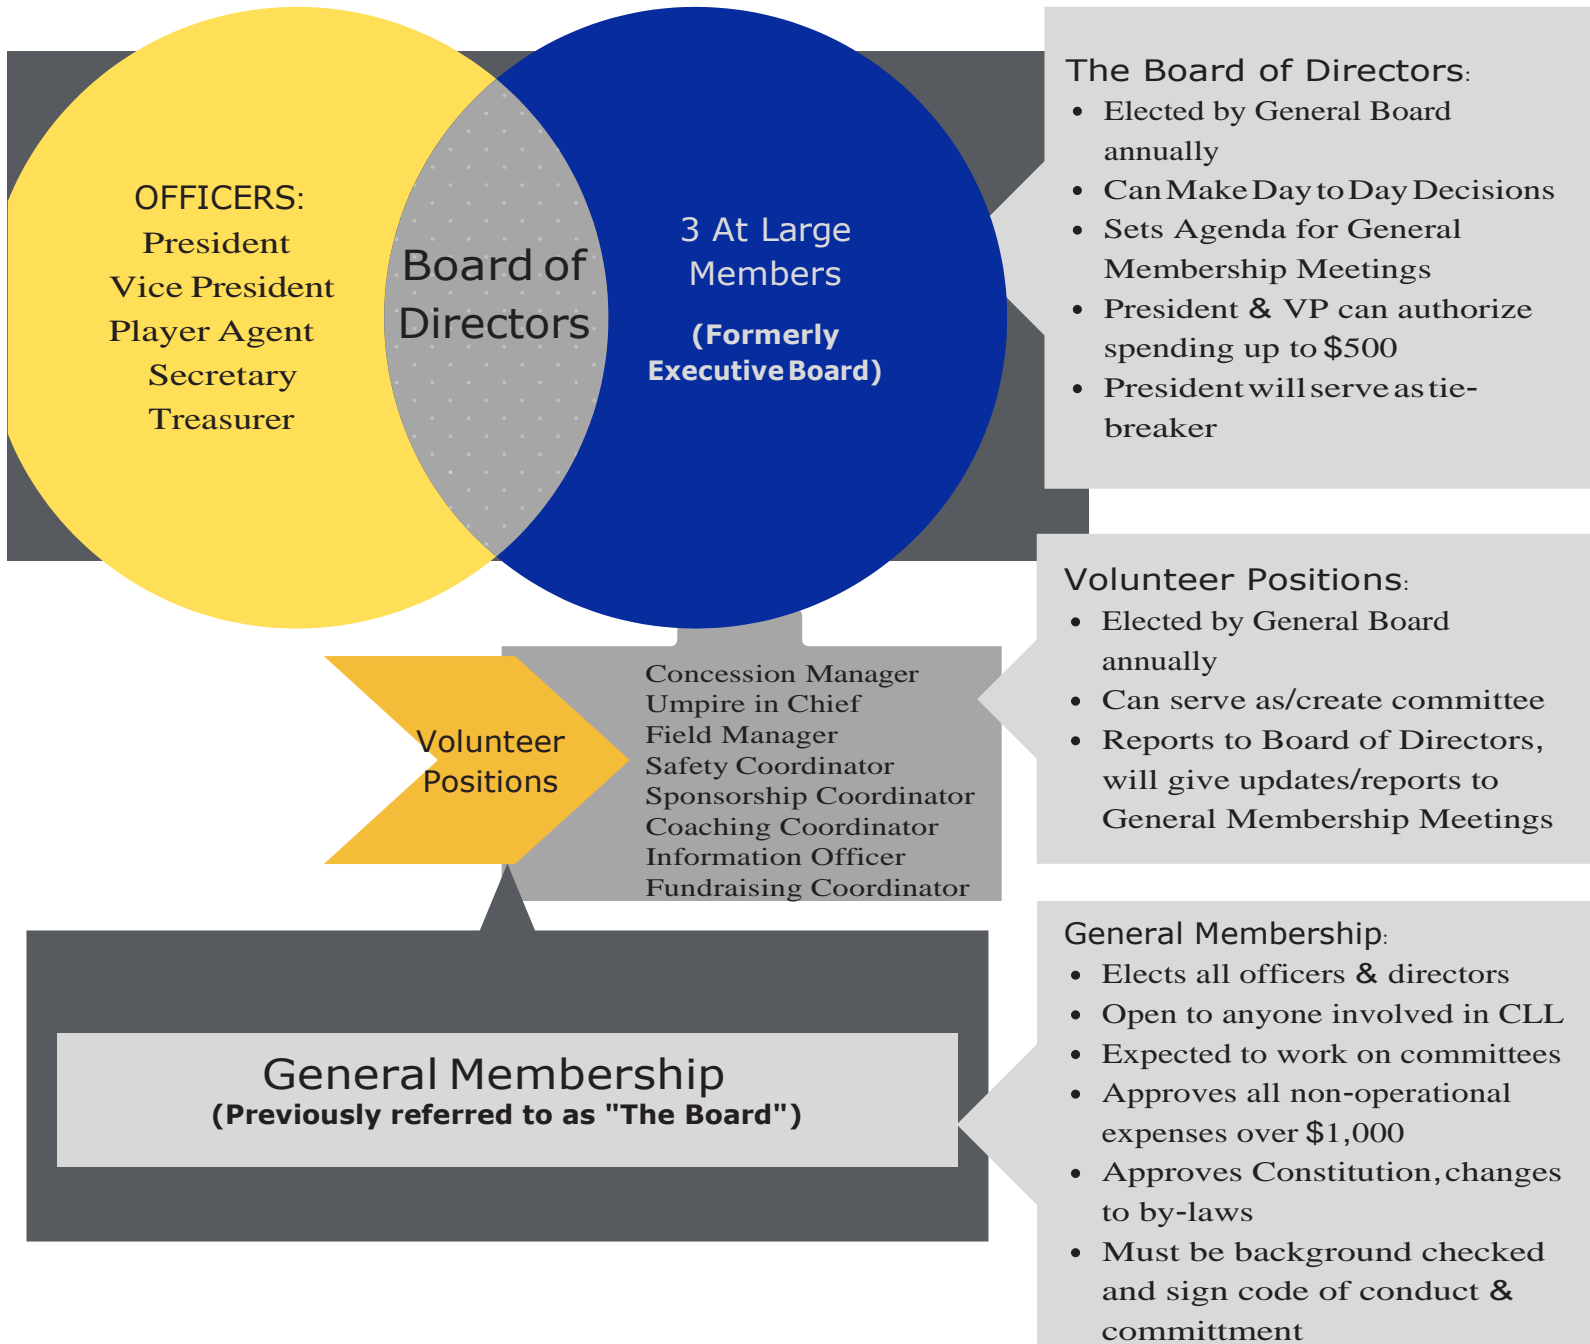 OFFICERS:
President
Vice President
Player Agent
Secretary
Treasurer
Board of
Directors
3 At Large
Members
(Formerly
Executive Board)
The Board of Directors:
• Elected by General Board
annually
• Can Make Day to Day Decisions
• Sets Agenda for General
Membership Meetings
• President & VP can authorize
spending up to $500
• President will serve as tie-
breaker
Volunteer
Positions
Concession Manager
Umpire in Chief
Field Manager
Safety Coordinator
Sponsorship Coordinator
Coaching Coordinator
Information Officer
Fundraising Coordinator
Volunteer Positions:
• Elected by General Board
annually
• Can serve as/create committee
• Reports to Board of Directors,
will give updates/reports to
General Membership Meetings
General Membership
(Previously referred to as "The Board")
General Membership:
• Elects all officers & directors
• Open to anyone involved in CLL
• Expected to work on committees
• Approves all non-operational
expenses over $1,000
• Approves Constitution, changes
to by-laws
• Must be background checked
and sign code of conduct &
committment